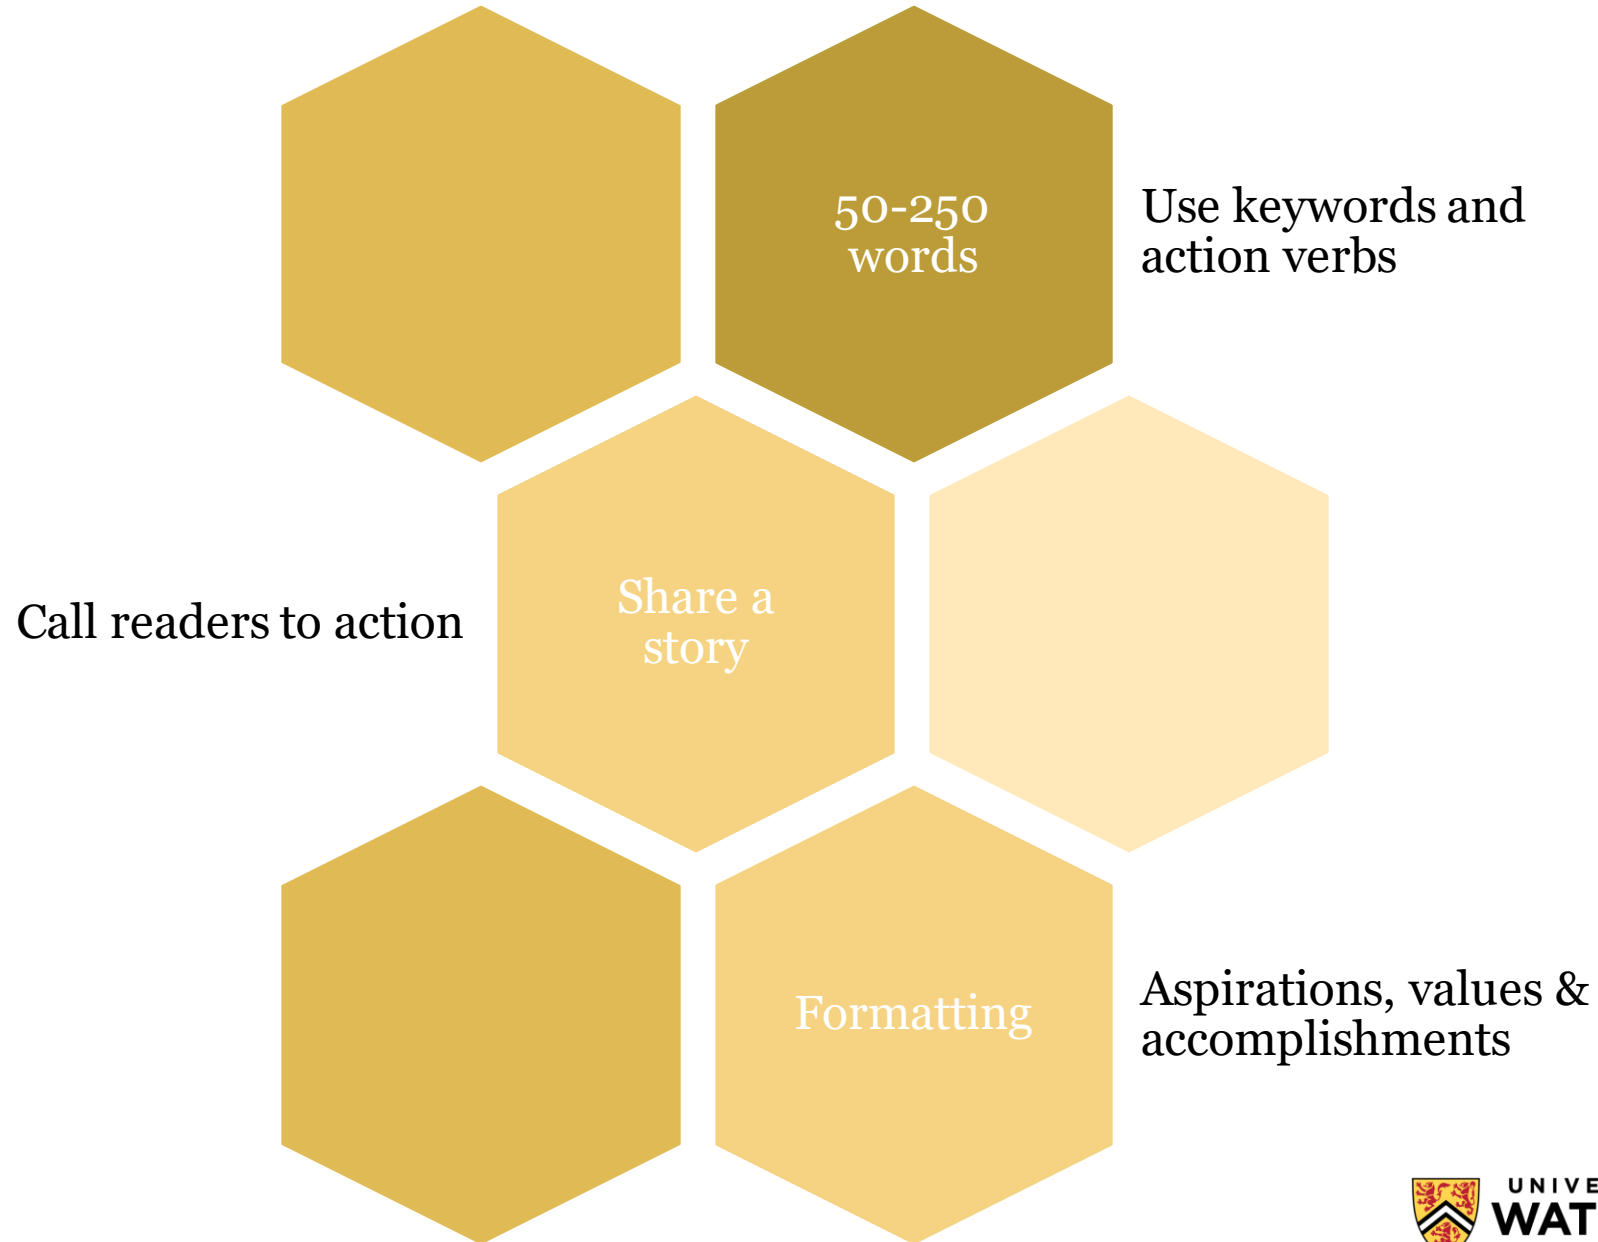 50-250
words
Use keywords and
action verbs
Call readers to action
Share a
story
Formatting
Aspirations, values &
accomplishments
UNIVE
WAT